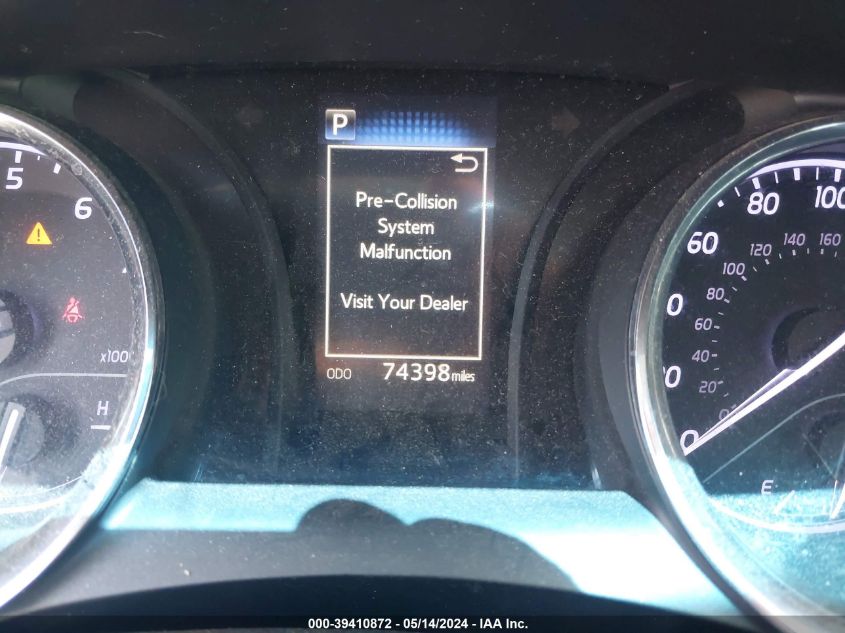 P
Pre-Collision
System
Malfunction
Visit Your Dealer
ODO 74398 miles
5
6
x100
H
0
20
40
60
80
100
120
140
160
60
80
100
E
000-39410872 • 05/14/2024 • IAA Inc.